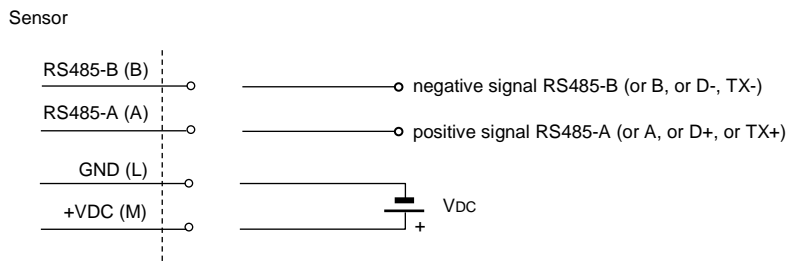 Sensor
RS485-B (B)
negative signal RS485-B (or B, or D-, TX-)
RS485-A (A)
positive signal RS485-A (or A, or D+, or TX+)
GND (L)
+VDC (M)
VDC
+